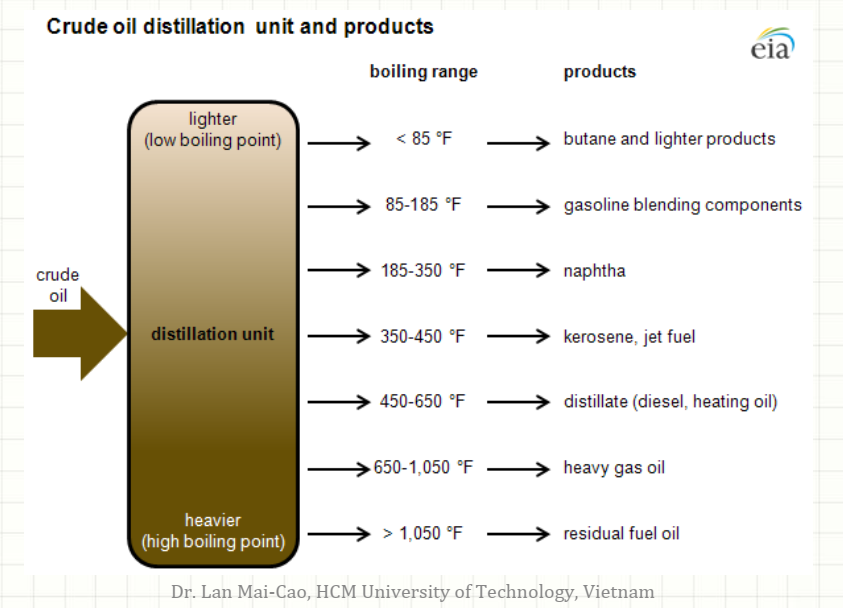 Crude oil distillation unit and products
eia
boiling range products
lighter
(low boiling point)
< 85 °F butane and lighter products
85-185 °F gasoline blending components
crude
oil
185-350 °F naphtha
distillation unit
350-450 °F kerosene, jet fuel
450-650 °F distillate (diesel, heating oil)
650-1,050 °F heavy gas oil
heavier
(high boiling point)
> 1,050 °F residual fuel oil
Dr. Lan Mai-Cao, HCM University of Technology, Vietnam